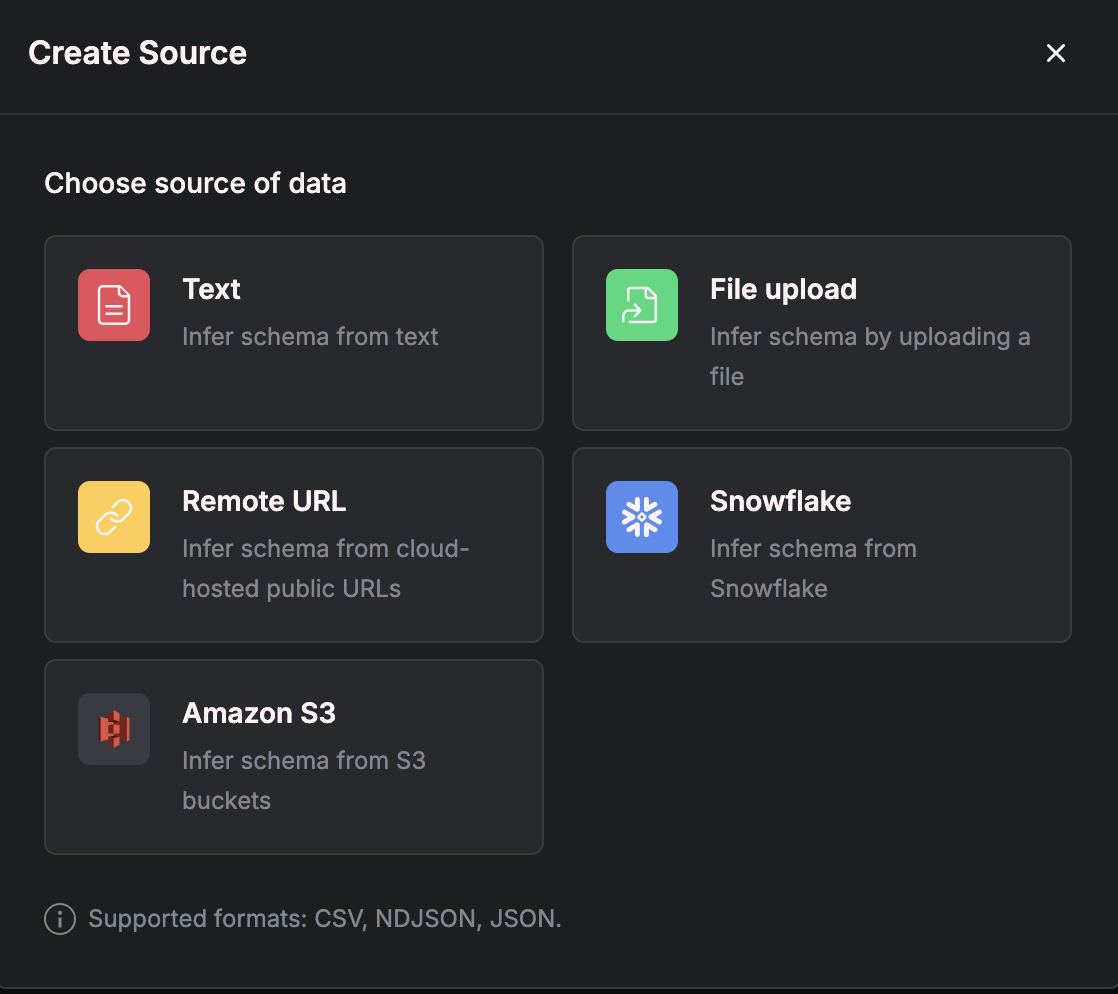 Create Source
Choose source of data
Text
Infer schema from text
File upload
Infer schema by uploading a
file
Remote URL
Infer schema from cloud-
hosted public URLs
Snowflake
Infer schema from
Snowflake
Amazon S3
Infer schema from S3
buckets
Supported formats: CSV, NDJSON, JSON.